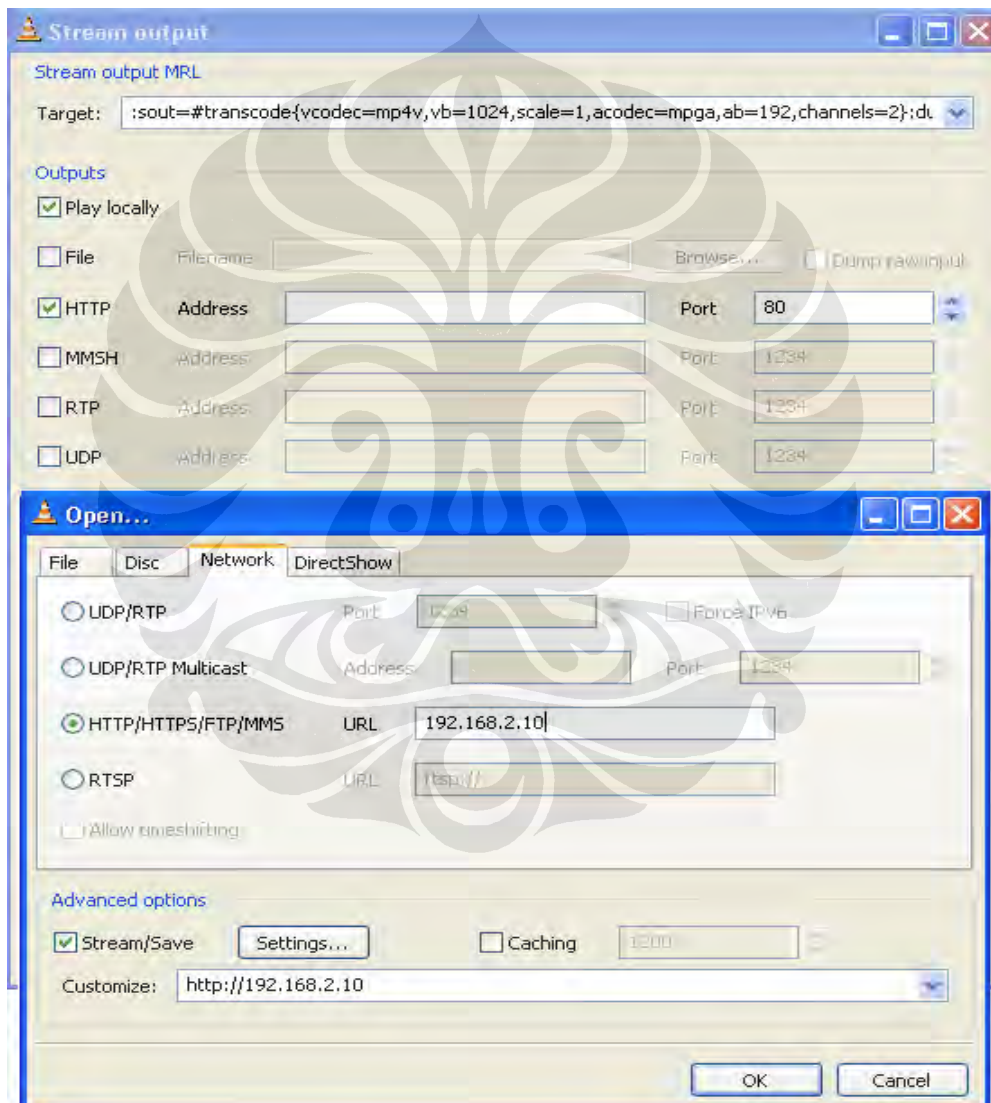 Stream output
Stream output MRL
Target: :sout=#transcode{vcodec=mp4v,vb=1024,scale=1,acodec=mpga,ab=192,channels=2}:du
Outputs
Play locally
File Filename Browse... Dump raw input
HTTP Address Port 80
MMSH Address Port 1234
RTP Address Port 1234
UDP Address Port 1234
Open...
File Disc Network DirectShow
UDP/RTP Port 1234 Force IPv6
UDP/RTP Multicast Address Port 1234
HTTP/HTTPS/FTP/MMS URL 192.168.2.10
RTSP URL rtsp://
Allow timeshifting
Advanced options
Stream/Save Settings... Caching 1200
Customize: http://192.168.2.10
OK Cancel